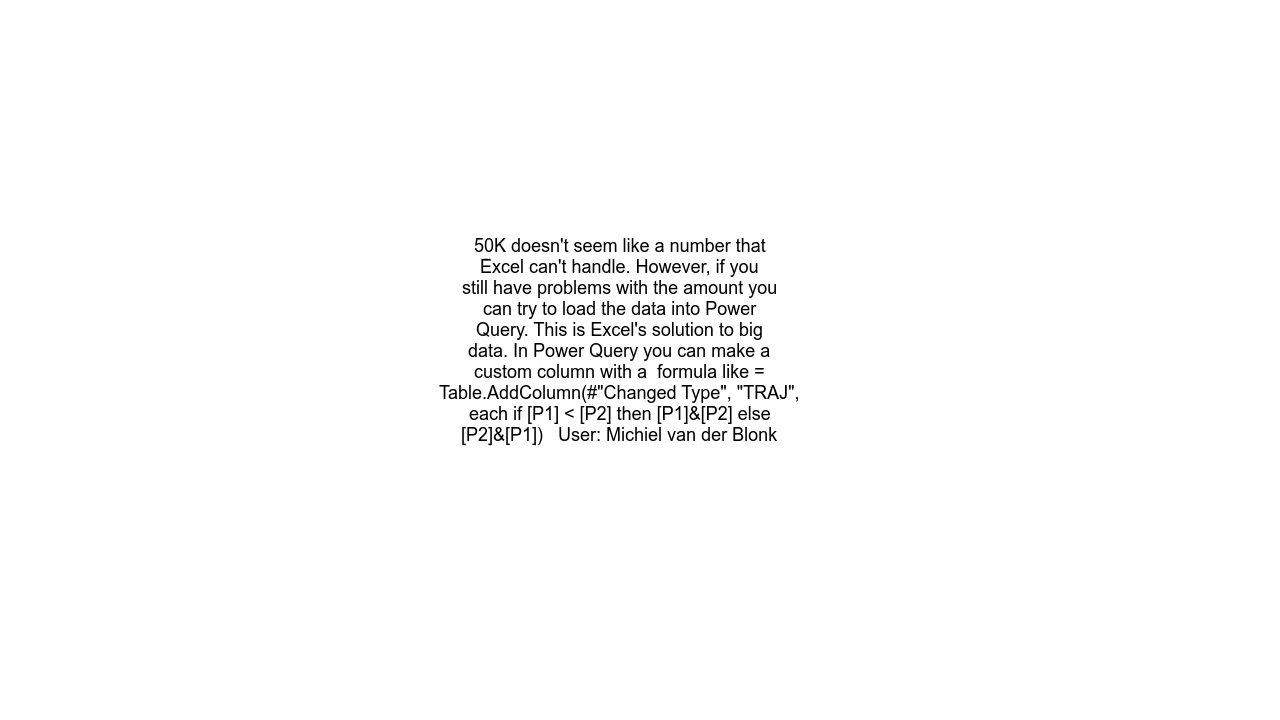 50K doesn't seem like a number that
Excel can't handle. However, if you
still have problems with the amount you
can try to load the data into Power
Query. This is Excel's solution to big
data. In Power Query you can make a
custom column with a  formula like =
Table.AddColumn(#"Changed Type", "TRAJ",
each if [P1] < [P2] then [P1]&[P2] else
[P2]&[P1])   User: Michiel van der Blonk